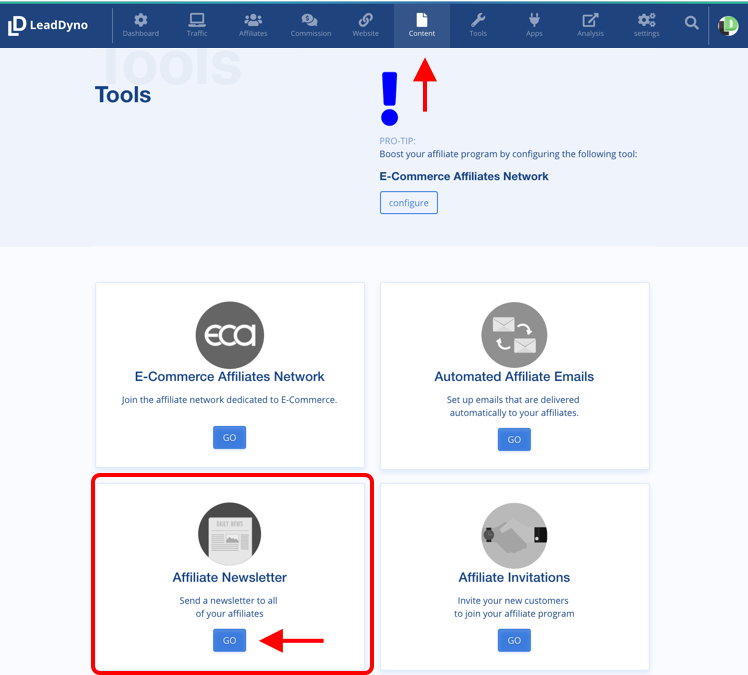 LeadDyno
Dashboard
Traffic
Affiliates
Commission
Website
Content
Tools
Apps
Analysis
settings
Tools
Tools
!
PRO-TIP:
Boost your affiliate program by configuring the following tool:
E-Commerce Affiliates Network
configure
eca
E-Commerce Affiliates Network
Join the affiliate network dedicated to E-Commerce.
GO
Automated Affiliate Emails
Set up emails that are delivered
automatically to your affiliates.
GO
DAILY NEWS
Affiliate Newsletter
Send a newsletter to all
of your affiliates
GO
Affiliate Invitations
Invite your new customers
to join your affiliate program
GO